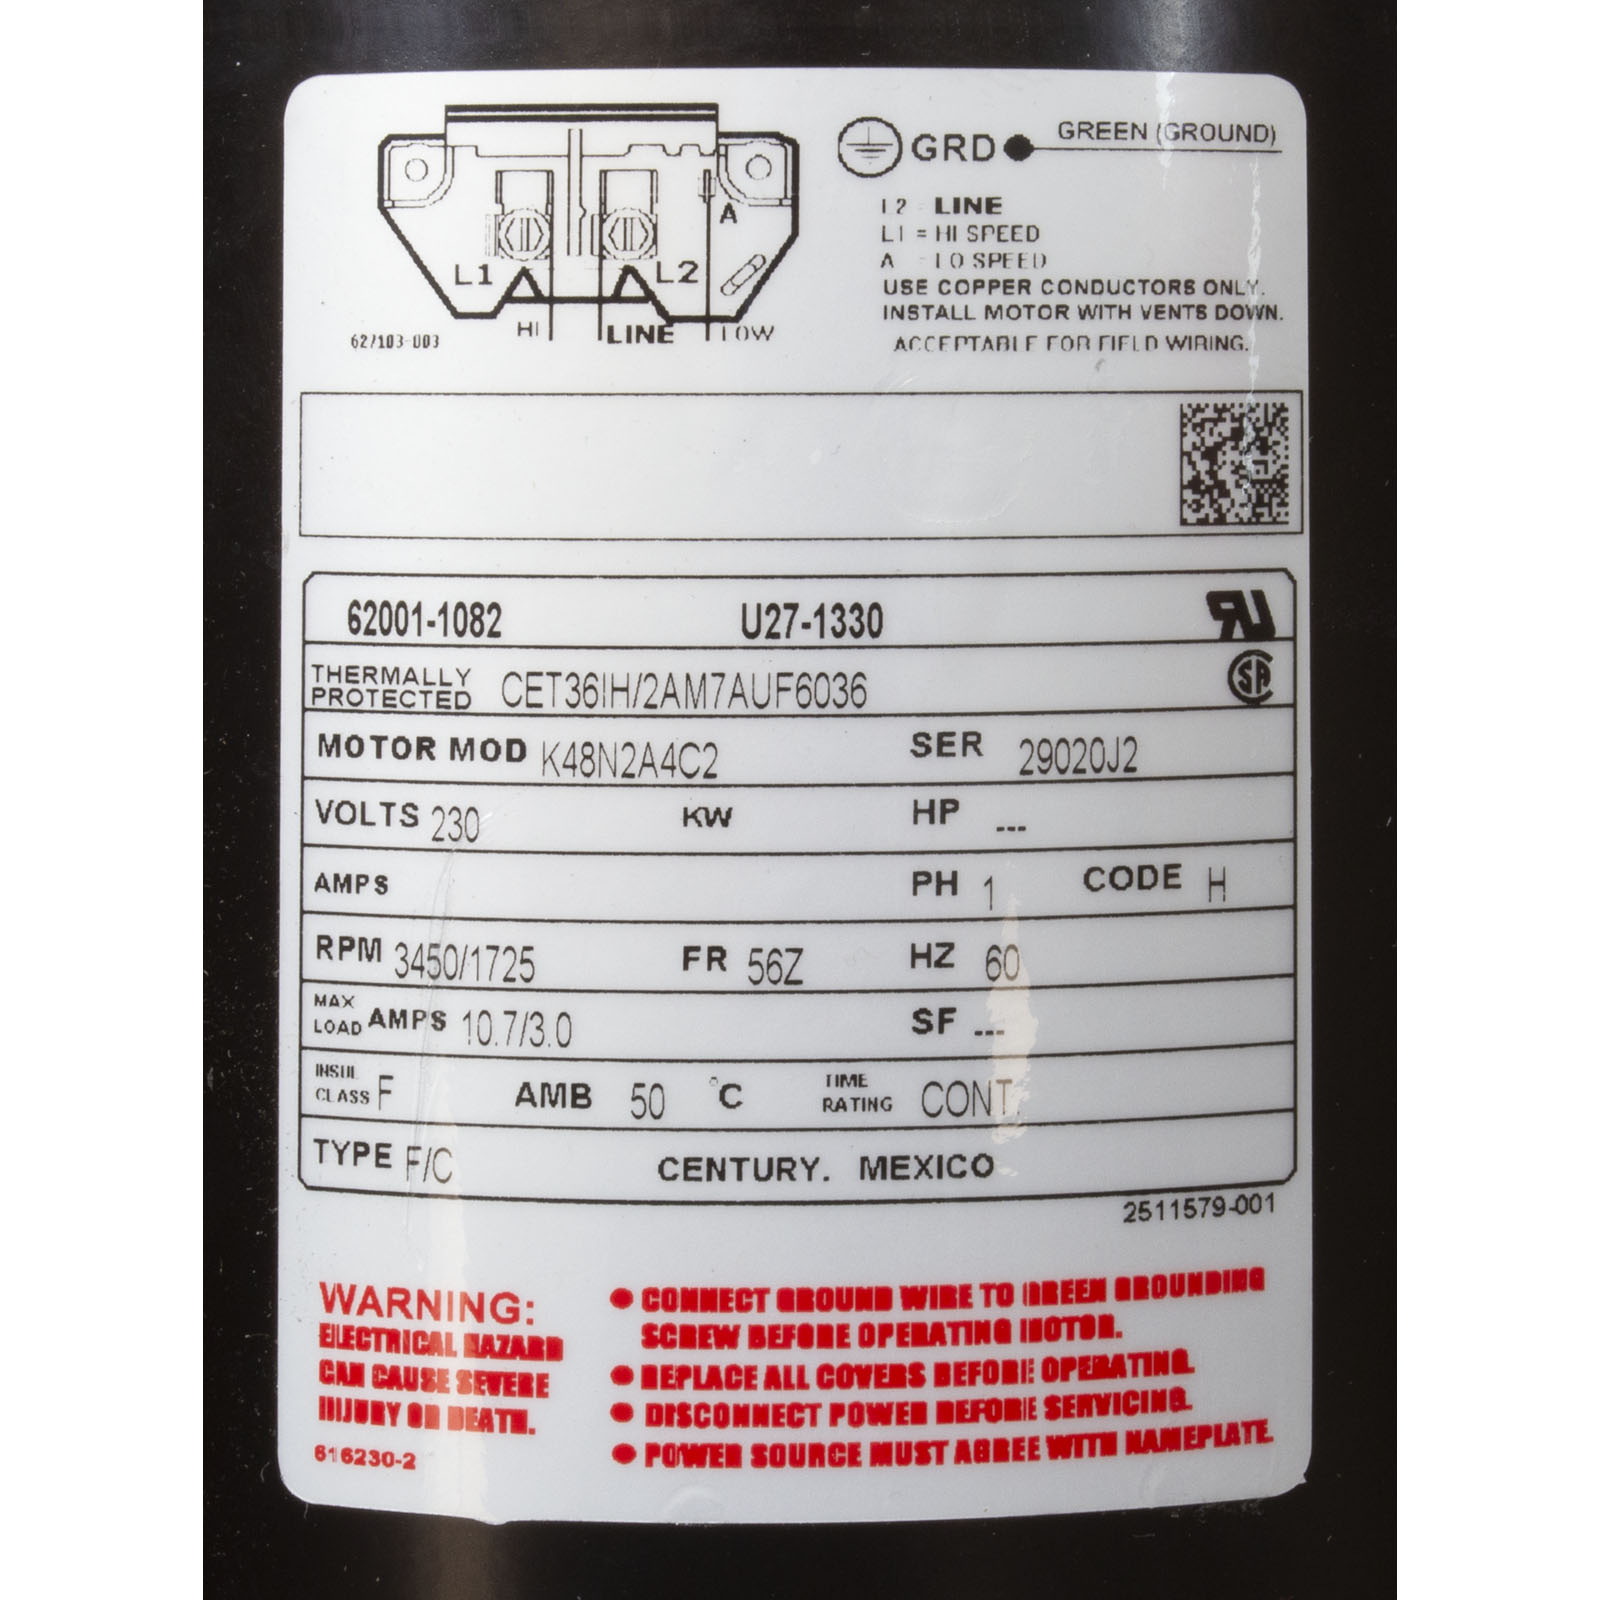 GRD
GREEN (GROUND)
L2 = LINE
L1 = HI SPEED
A = LO SPEED
USE COPPER CONDUCTORS ONLY.
INSTALL MOTOR WITH VENTS DOWN.
ACCEPTABLE FOR FIELD WIRING.
A
L1 L2
HI LINE LOW
627103-003
62001-1082 U27-1330
THERMALLY PROTECTED CET36IH/2AM7AUF6036
MOTOR MOD K48N2A4C2 SER 29020J2
VOLTS 230 KW HP ---
AMPS PH 1 CODE H
RPM 3450/1725 FR 56Z HZ 60
MAX LOAD AMPS 10.7/3.0 SF ---
INSUL CLASS F AMB 50 °C TIME RATING CONT.
TYPE F/C CENTURY. MEXICO
2511579-001
WARNING:
ELECTRICAL HAZARD
CAN CAUSE SEVERE
INJURY OR DEATH.
616230-2
● CONNECT GROUND WIRE TO GREEN GROUNDING
SCREW BEFORE OPERATING MOTOR.
● REPLACE ALL COVERS BEFORE OPERATING.
● DISCONNECT POWER BEFORE SERVICING.
● POWER SOURCE MUST AGREE WITH NAMEPLATE.